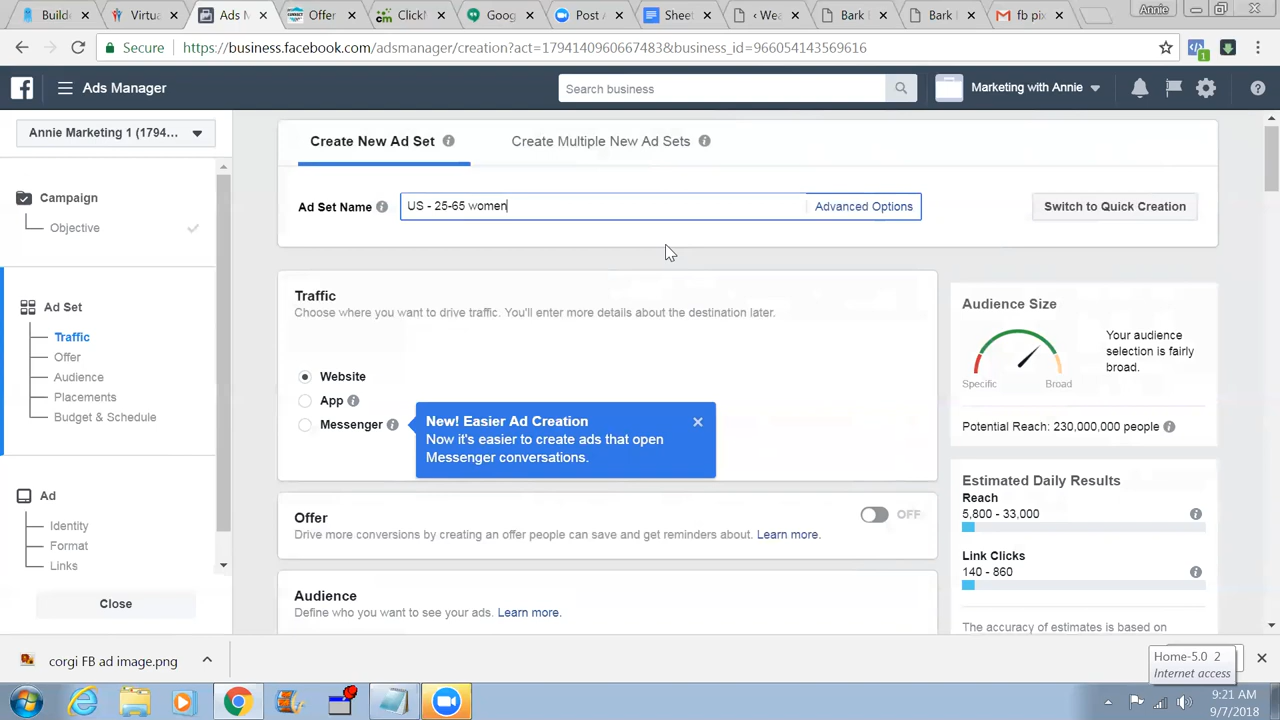 Builde
Virtu
Ads M
Offer
Click!
Goog
Post A
Sheet
Wea
Bark I
Bark I
fb pix
Annie
Secure
https://business.facebook.com/adsmanager/creation?act=1794140960667483&business_id=966054143569616
1
Ads Manager
Search business
Marketing with Annie
Annie Marketing 1 (1794...
Campaign
Objective
Ad Set
Traffic
Offer
Audience
Placements
Budget & Schedule
Ad
Identity
Format
Links
Close
Create New Ad Set
Create Multiple New Ad Sets
Ad Set Name
US - 25-65 women
Advanced Options
Switch to Quick Creation
Traffic
Choose where you want to drive traffic. You'll enter more details about the destination later.
Website
App
Messenger
New! Easier Ad Creation
Now it's easier to create ads that open
Messenger conversations.
Offer
OFF
Drive more conversions by creating an offer people can save and get reminders about. Learn more.
Audience
Define who you want to see your ads. Learn more.
Audience Size
Your audience
selection is fairly
broad.
Specific
Broad
Potential Reach: 230,000,000 people
Estimated Daily Results
Reach
5,800 - 33,000
Link Clicks
140 - 860
The accuracy of estimates is based on
corgi FB ad image.png
Home-5.0 2
Internet access
9:21 AM
9/7/2018